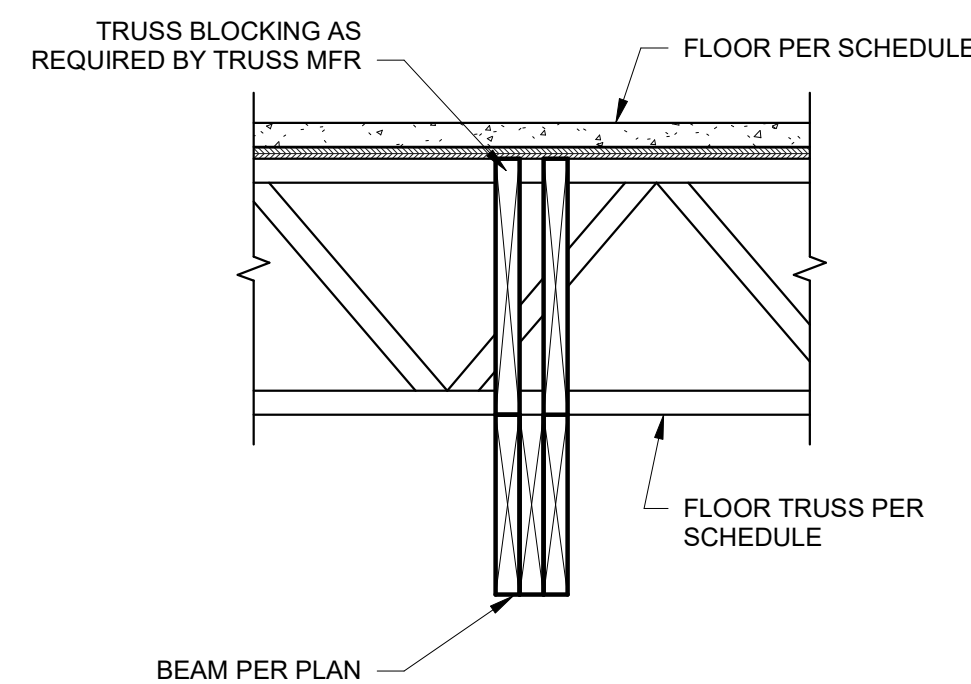 TRUSS BLOCKING AS
REQUIRED BY TRUSS MFR
FLOOR PER SCHEDULE
FLOOR TRUSS PER
SCHEDULE
BEAM PER PLAN